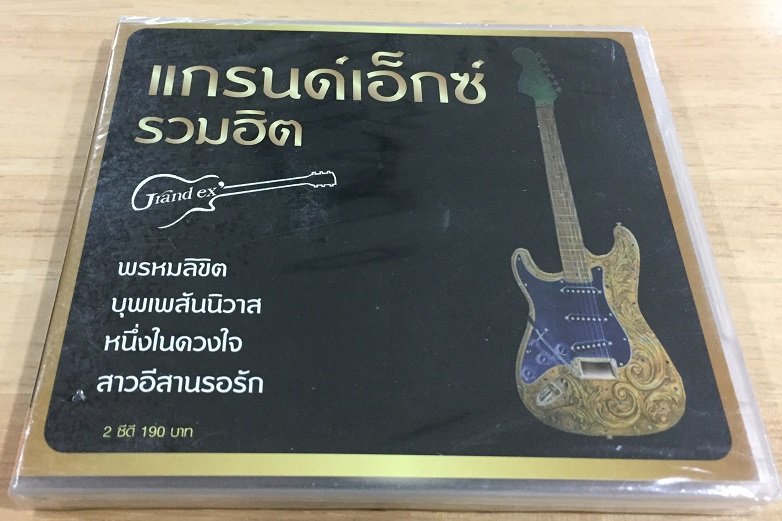 แกรนด์เอ็กซ์
รวมฮิต
Grand ex'
พรหมลิขิต
บุพเพสันนิวาส
หนึ่งในดวงใจ
สาวอีสานรอรัก
2 ซีดี 190 บาท